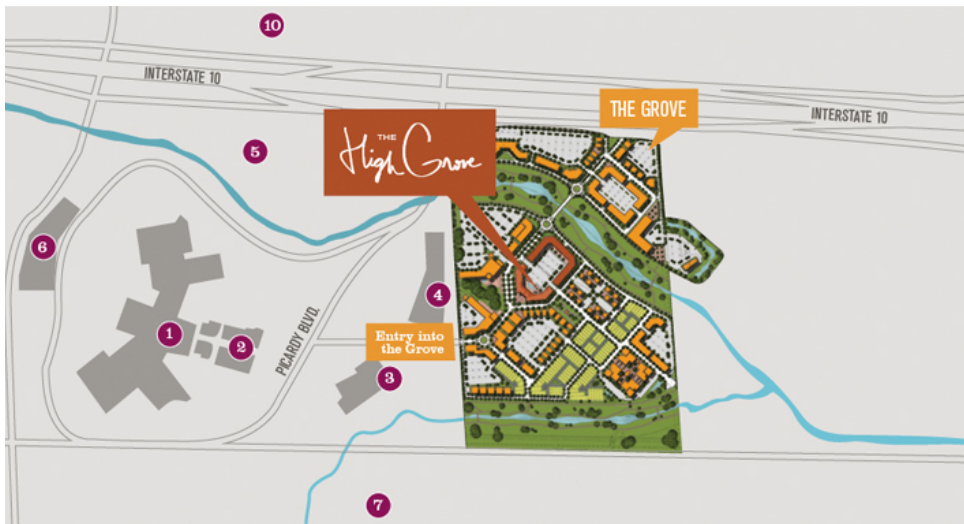 10
INTERSTATE 10
THE GROVE
INTERSTATE 10
THE
High Grove
5
6
4
1
2
PICARDY BLVD.
Entry into
the Grove
3
7